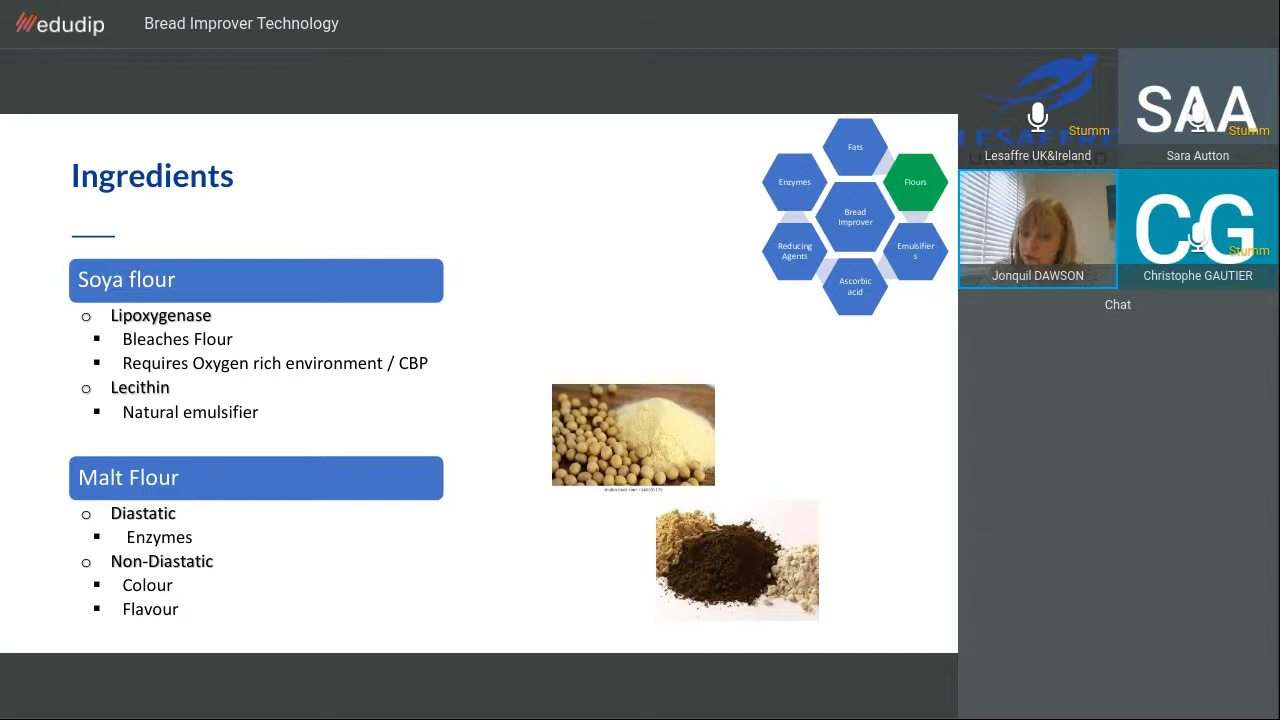 edudip
Bread Improver Technology
Ingredients
Soya flour
o Lipoxygenase
▪ Bleaches Flour
▪ Requires Oxygen rich environment / CBP
o Lecithin
▪ Natural emulsifier
Malt Flour
o Diastatic
▪ Enzymes
o Non-Diastatic
▪ Colour
▪ Flavour
Fats
Enzymes
Flours
Bread
Improver
Reducing
Agents
Emulsifier
s
Ascorbic
acid
LESAFFRE
Stumm
Lesaffre UK&Ireland
SAA
Stumm
Sara Autton
Jonquil DAWSON
CG
Stumm
Christophe GAUTIER
Chat